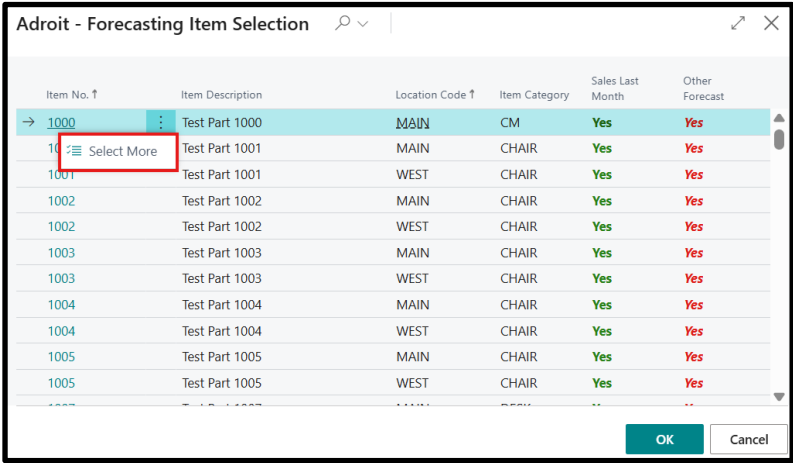 Adroit - Forecasting Item Selection
Item No. ↑ Item Description Location Code ↑ Item Category Sales Last Month Other Forecast
1000 Test Part 1000 MAIN CM Yes Yes
Select More
Test Part 1001 MAIN CHAIR Yes Yes
1001 Test Part 1001 WEST CHAIR Yes Yes
1002 Test Part 1002 MAIN CHAIR Yes Yes
1002 Test Part 1002 WEST CHAIR Yes Yes
1003 Test Part 1003 MAIN CHAIR Yes Yes
1003 Test Part 1003 WEST CHAIR Yes Yes
1004 Test Part 1004 MAIN CHAIR Yes Yes
1004 Test Part 1004 WEST CHAIR Yes Yes
1005 Test Part 1005 MAIN CHAIR Yes Yes
1005 Test Part 1005 WEST CHAIR Yes Yes
OK Cancel